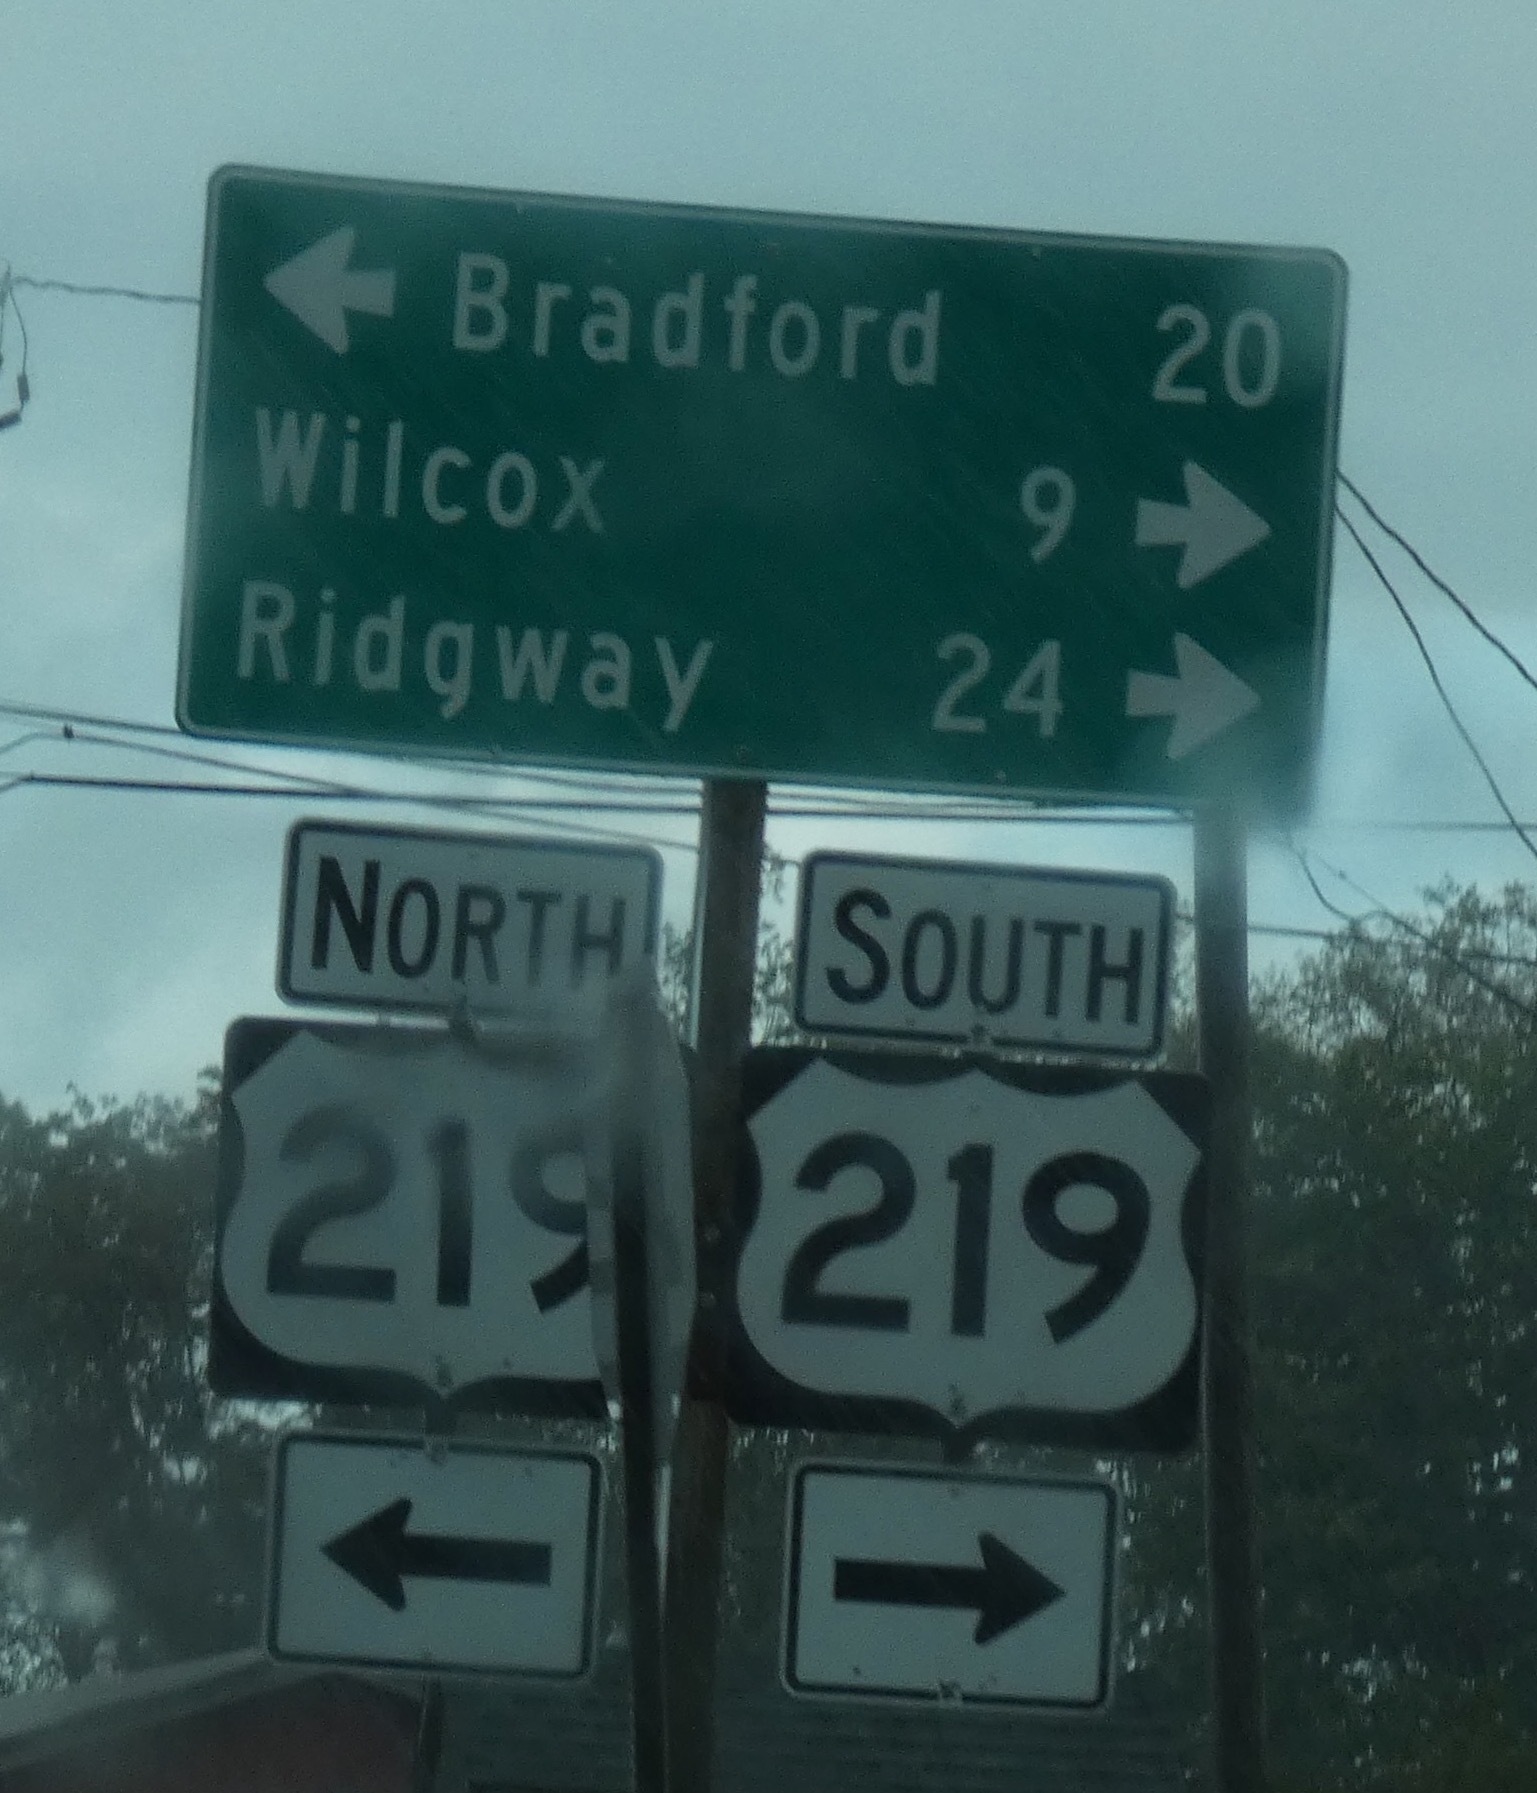 Bradford 20
Wilcox 9
Ridgway 24
NORTH SOUTH
219 219